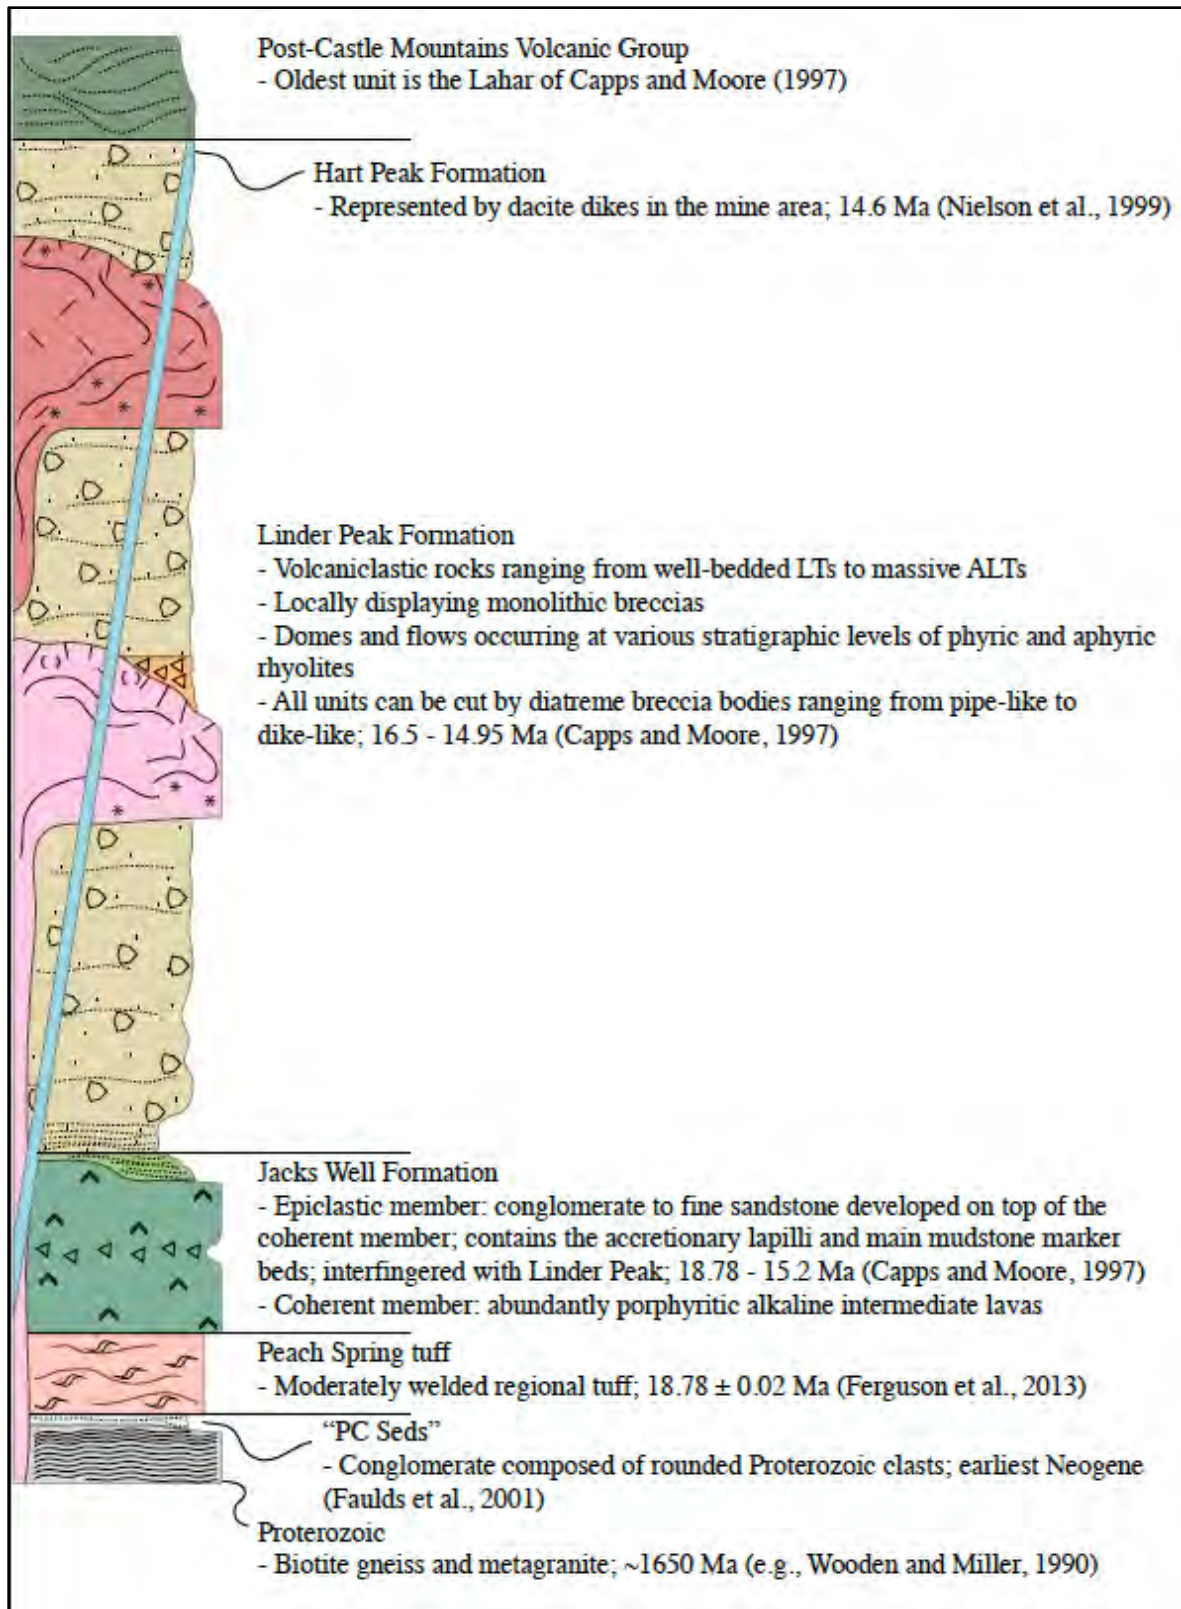 Post-Castle Mountains Volcanic Group
- Oldest unit is the Lahar of Capps and Moore (1997)
Hart Peak Formation
- Represented by dacite dikes in the mine area; 14.6 Ma (Nielson et al., 1999)
Linder Peak Formation
- Volcaniclastic rocks ranging from well-bedded LTs to massive ALTs
- Locally displaying monolithic breccias
- Domes and flows occurring at various stratigraphic levels of phyric and aphyric
rhyolites
- All units can be cut by diatreme breccia bodies ranging from pipe-like to
dike-like; 16.5 - 14.95 Ma (Capps and Moore, 1997)
Jacks Well Formation
- Epiclastic member: conglomerate to fine sandstone developed on top of the
coherent member; contains the accretionary lapilli and main mudstone marker
beds; interfingered with Linder Peak; 18.78 - 15.2 Ma (Capps and Moore, 1997)
- Coherent member: abundantly porphyritic alkaline intermediate lavas
Peach Spring tuff
- Moderately welded regional tuff; 18.78 ± 0.02 Ma (Ferguson et al., 2013)
“PC Seds”
- Conglomerate composed of rounded Proterozoic clasts; earliest Neogene
(Faulds et al., 2001)
Proterozoic
- Biotite gneiss and metagranite; ~1650 Ma (e.g., Wooden and Miller, 1990)